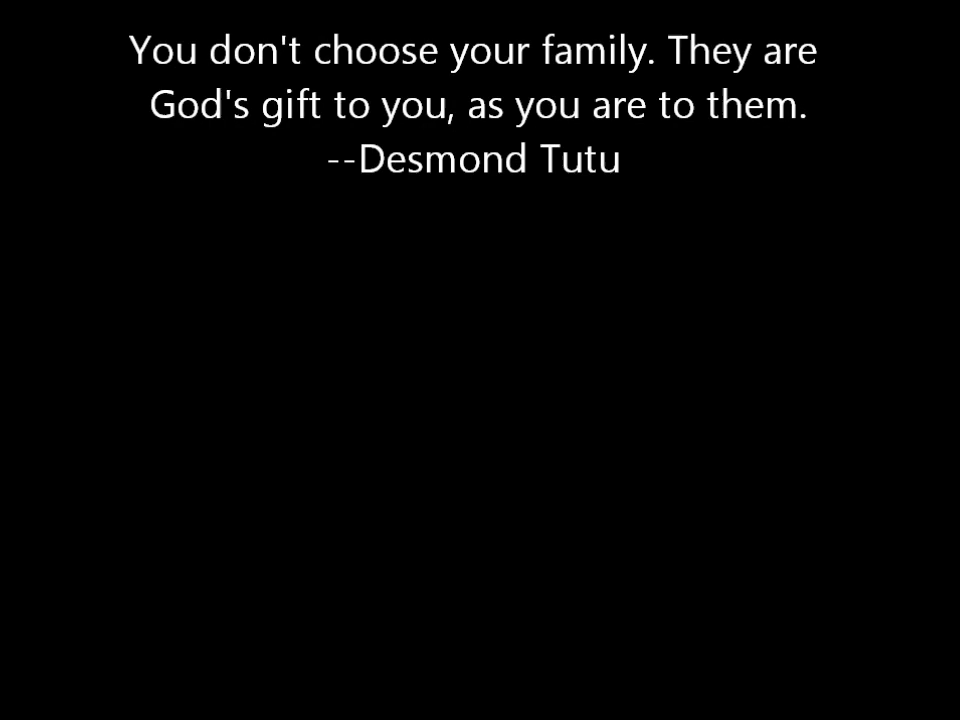 You don't choose your family. They are
God's gift to you, as you are to them.
--Desmond Tutu